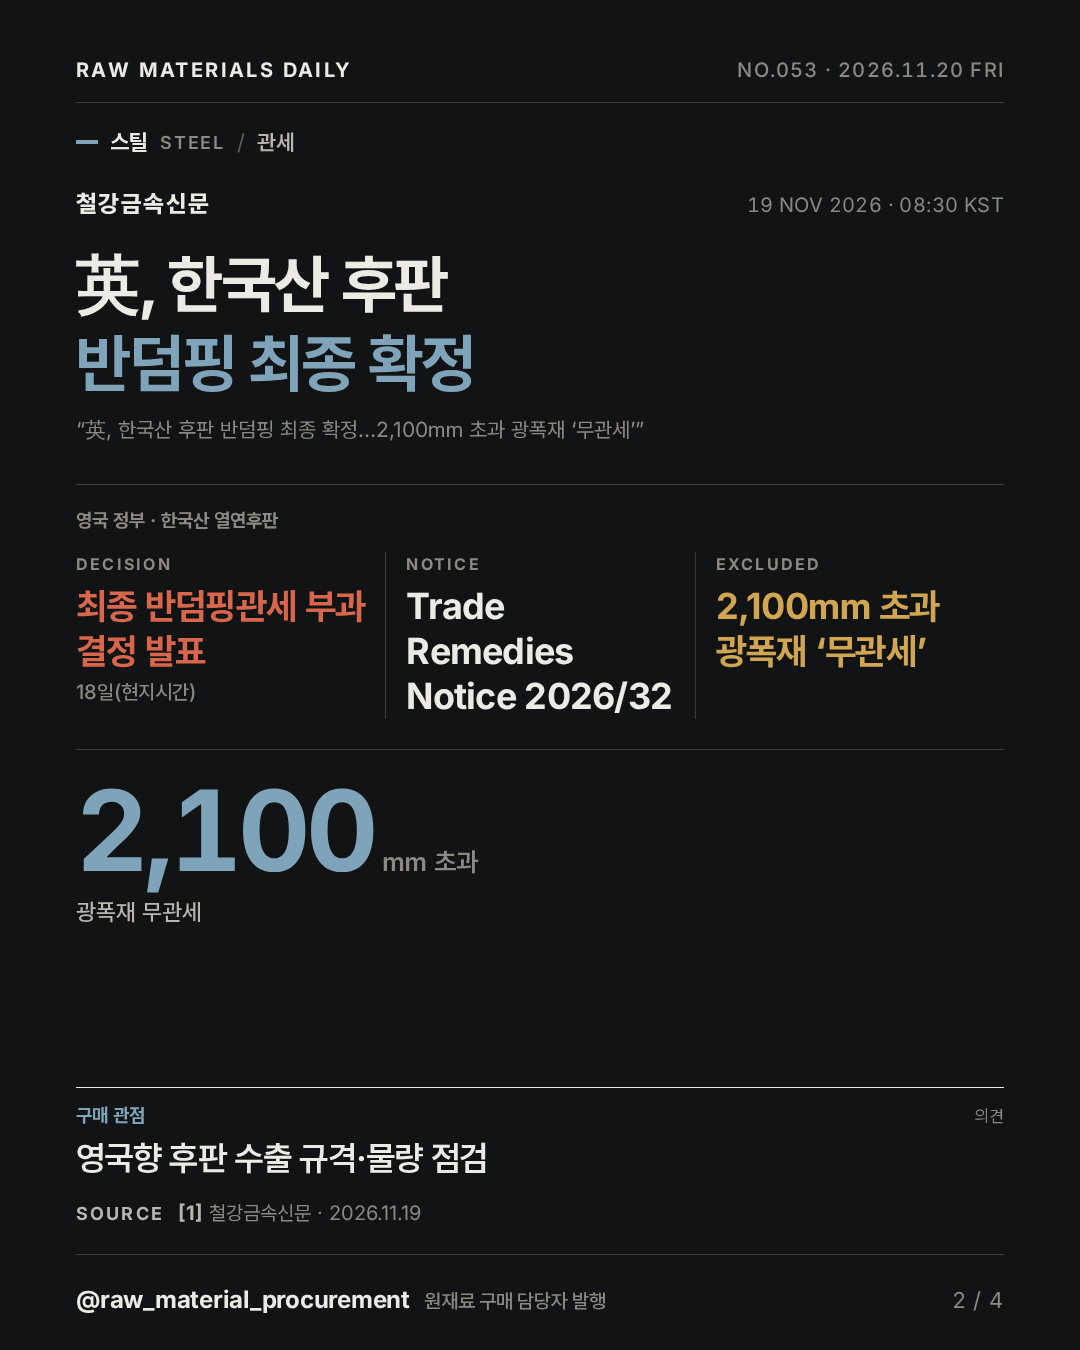 RAW MATERIALS DAILY
NO.053 · 2026.11.20 FRI
스틸 STEEL / 관세
철강금속신문
19 NOV 2026 · 08:30 KST
英, 한국산 후판
반덤핑 최종 확정
“英, 한국산 후판 반덤핑 최종 확정…2,100mm 초과 광폭재 ‘무관세’”
영국 정부 · 한국산 열연후판
DECISION
최종 반덤핑관세 부과
결정 발표
18일(현지시간)
NOTICE
Trade
Remedies
Notice 2026/32
EXCLUDED
2,100mm 초과
광폭재 ‘무관세’
2,100 mm 초과
광폭재 무관세
구매 관점
의견
영국향 후판 수출 규격·물량 점검
SOURCE [1] 철강금속신문 · 2026.11.19
@raw_material_procurement 원재료 구매 담당자 발행
2 / 4